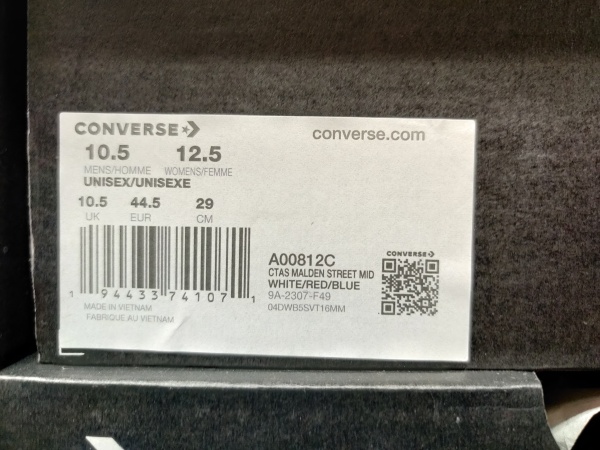 CONVERSE
converse.com
10.5 12.5
MENS/HOMME WOMENS/FEMME
UNISEX/UNISEXE
10.5 44.5 29
UK EUR CM
1 94433 74107 1
MADE IN VIETNAM
FABRIQUE AU VIETNAM
A00812C
CTAS MALDEN STREET MID
WHITE/RED/BLUE
9A-2307-F49
04DWB5SVT16MM
CONVERSE